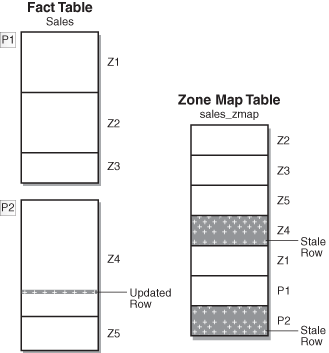 Fact Table
Sales
P1
Z1
Z2
Z3
P2
Z4
Updated
Row
Z5
Zone Map Table
sales_zmap
Z2
Z3
Z5
Z4
Stale
Row
Z1
P1
P2
Stale
Row